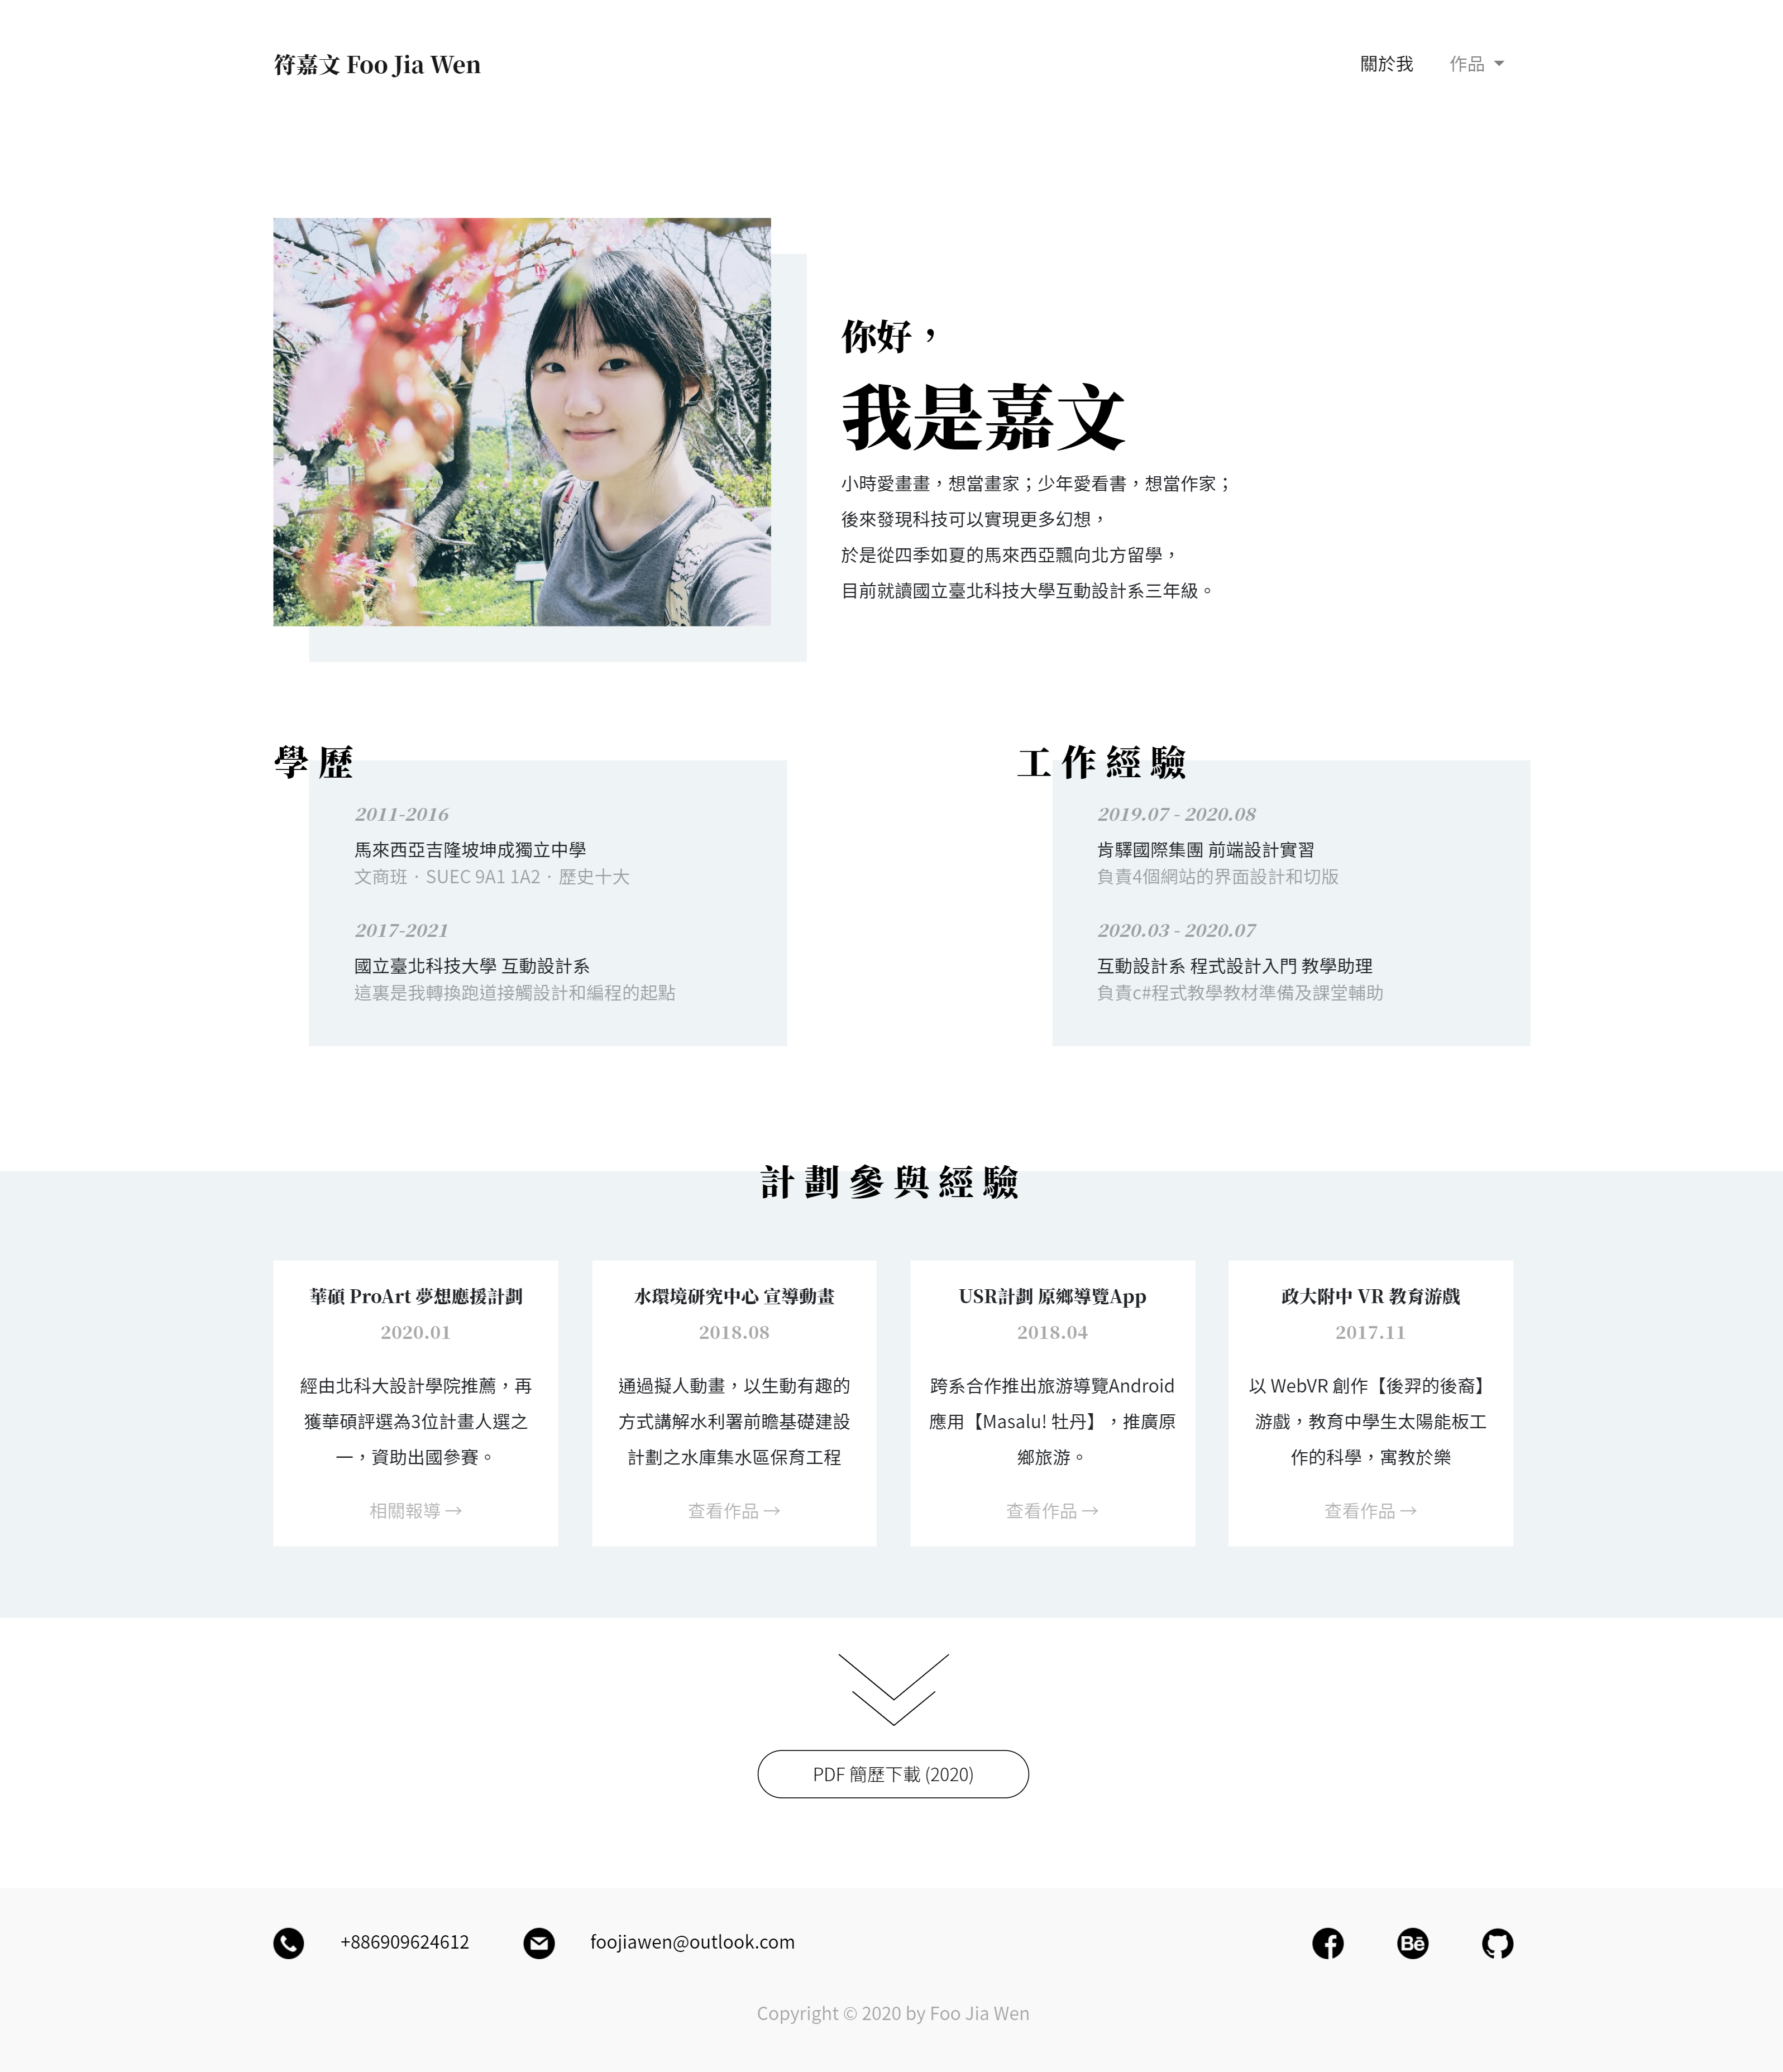 符嘉文 Foo Jia Wen
關於我
作品
你好，
我是嘉文
小時愛畫畫，想當畫家；少年愛看書，想當作家；
後來發現科技可以實現更多幻想，
於是從四季如夏的馬來西亞飄向北方留學，
目前就讀國立臺北科技大學互動設計系三年級。
學歷
2011-2016
馬來西亞吉隆坡坤成獨立中學
文商班 · SUEC 9A1 1A2 · 歷史十大
2017-2021
國立臺北科技大學 互動設計系
這裏是我轉換跑道接觸設計和編程的起點
工作經驗
2019.07 - 2020.08
肯驛國際集團 前端設計實習
負責4個網站的界面設計和切版
2020.03 - 2020.07
互動設計系 程式設計入門 教學助理
負責c#程式教學教材準備及課堂輔助
計劃參與經驗
華碩 ProArt 夢想應援計劃
2020.01
經由北科大設計學院推薦，再
獲華碩評選為3位計畫人選之
一，資助出國參賽。
相關報導 →
水環境研究中心 宣導動畫
2018.08
通過擬人動畫，以生動有趣的
方式講解水利署前瞻基礎建設
計劃之水庫集水區保育工程
查看作品 →
USR計劃 原鄉導覽App
2018.04
跨系合作推出旅游導覽Android
應用【Masalu! 牡丹】，推廣原
鄉旅游。
查看作品 →
政大附中 VR 教育游戲
2017.11
以 WebVR 創作【後羿的後裔】
游戲，教育中學生太陽能板工
作的科學，寓教於樂
查看作品 →
PDF 簡歷下載 (2020)
+886909624612
foojiawen@outlook.com
Bē
Copyright © 2020 by Foo Jia Wen